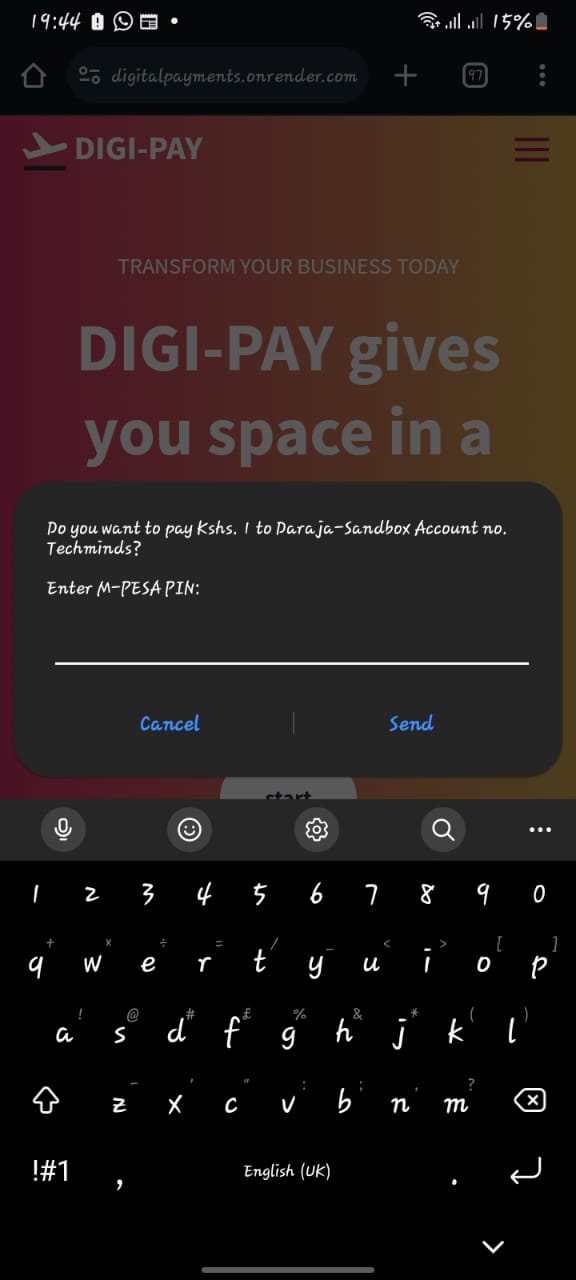 19:44
15%
digitalpayments.onrender.com
97
DIGI-PAY
TRANSFORM YOUR BUSINESS TODAY
DIGI-PAY gives
you space in a
Do you want to pay Kshs. 1 to Daraja-Sandbox Account no.
Techminds?
Enter M-PESA PIN:
Cancel
Send
start
1 2 3 4 5 6 7 8 9 0
+ × ÷ = / _ < > [ ]
q w e r t y u i o p
! @ # £ % & * ( )
a s d f g h j k l
- ' " : ; , ?
z x c v b n m
!#1 , English (UK) .